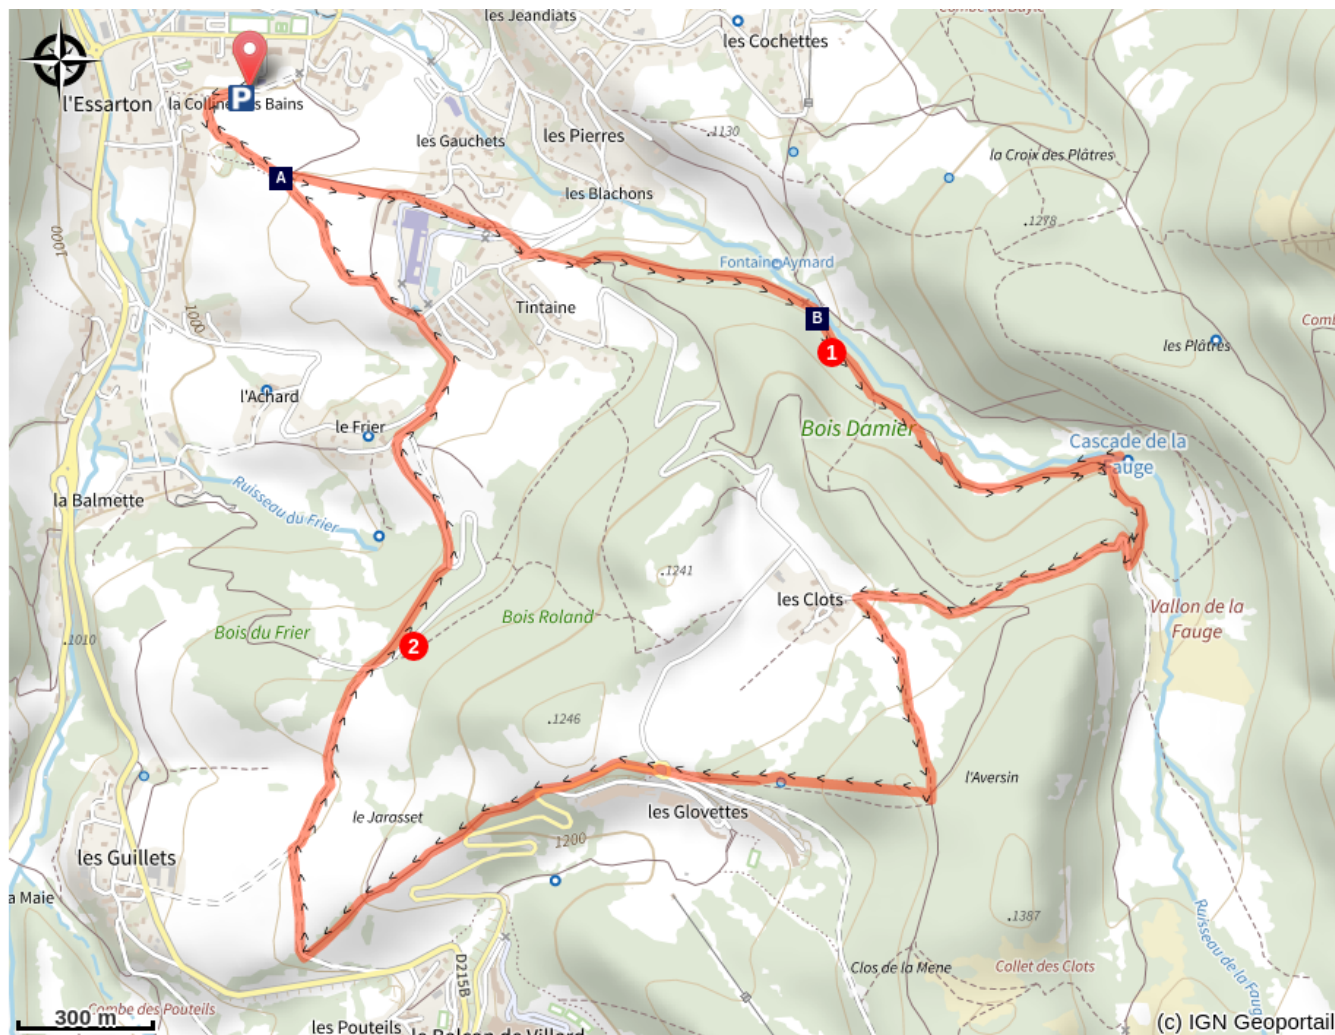 les Jeandiats
les Cochettes
l'Essarton
P
la Colline
s Bains
les Gauchets
les Pierres
.1130
la Croix des Plâtres
A
les Blachons
.1278
1000
Fontaine Aymard
1000
Tintaine
B
1
les Plâtres
Comb
l'Achard
le Frier
Bois Damier
Cascade de la
auge
la Balmette
Ruisseau du Frier
.1241
les Clots
Vallon de la
Fauge
Bois Roland
Bois du Frier
.1010
2
.1246
l'Aversin
les Glovettes
le Jarasset
1200
les Guillets
a Maie
.1387
Ruisseau de la Faug
D215B
Clos de la Mene
Collet des Clots
Combe des Pouteils
300 m
les Pouteils
le Balcon de Villard
(c) IGN Geoportail